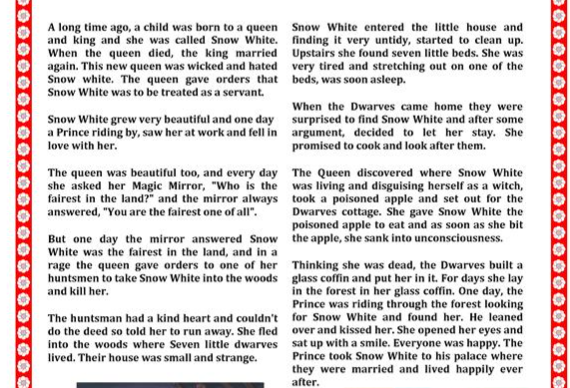 A long time ago, a child was born to a queen
and king and she was called Snow White.
When the queen died, the king married
again. This new queen was wicked and hated
Snow white. The queen gave orders that
Snow White was to be treated as a servant.
Snow White grew very beautiful and one day
a Prince riding by, saw her at work and fell in
love with her.
The queen was beautiful too, and every day
she asked her Magic Mirror, "Who is the
fairest in the land?" and the mirror always
answered, "You are the fairest one of all".
But one day the mirror answered Snow
White was the fairest in the land, and in a
rage the queen gave orders to one of her
huntsmen to take Snow White into the woods
and kill her.
The huntsman had a kind heart and couldn't
do the deed so told her to run away. She fled
into the woods where Seven little dwarves
lived. Their house was small and strange.
Snow White entered the little house and
finding it very untidy, started to clean up.
Upstairs she found seven little beds. She was
very tired and stretching out on one of the
beds, was soon asleep.
When the Dwarves came home they were
surprised to find Snow White and after some
argument, decided to let her stay. She
promised to cook and look after them.
The Queen discovered where Snow White
was living and disguising herself as a witch,
took a poisoned apple and set out for the
Dwarves cottage. She gave Snow White the
poisoned apple to eat and as soon as she bit
the apple, she sank into unconsciousness.
Thinking she was dead, the Dwarves built a
glass coffin and put her in it. For days she lay
in the forest in her glass coffin. One day, the
Prince was riding through the forest looking
for Snow White and found her. He leaned
over and kissed her. She opened her eyes and
sat up with a smile. Everyone was happy. The
Prince took Snow White to his palace where
they were married and lived happily ever
after.